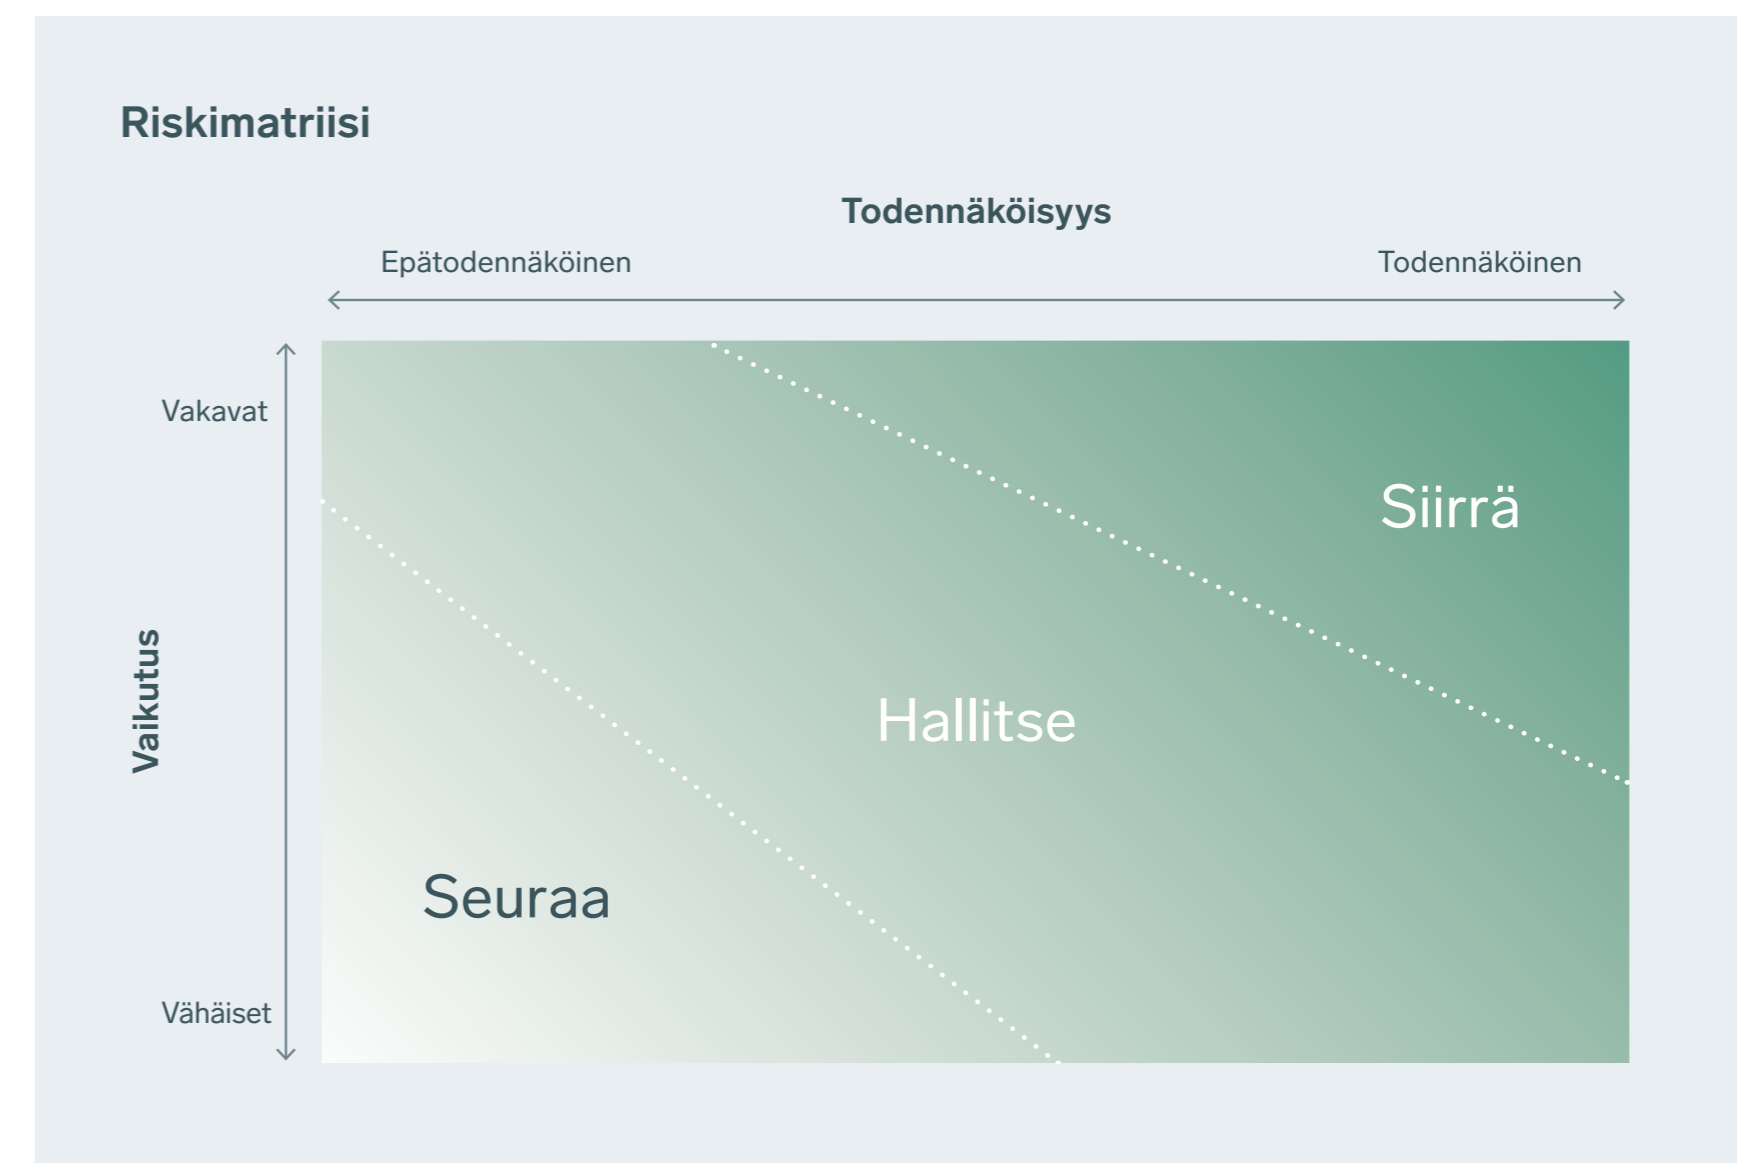 Riskimatriisi
Todennäköisyys
Epätodennäköinen
Todennäköinen
Vakavat
Vaikutus
Vähäiset
Siirrä
Hallitse
Seuraa